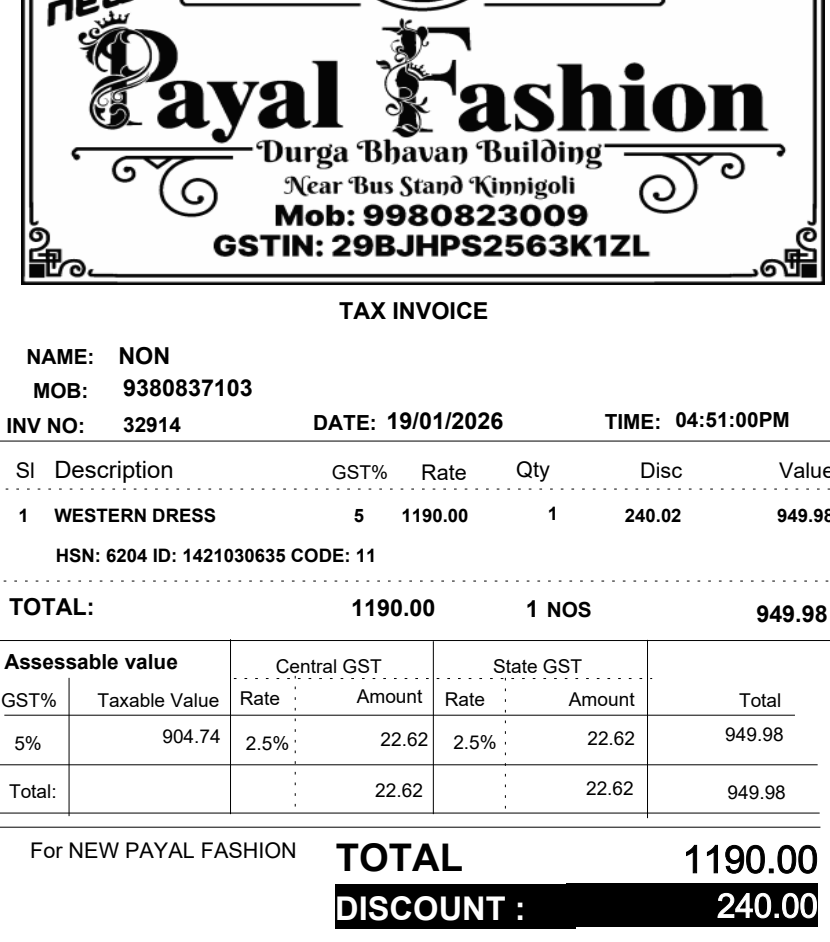 new
Payal Fashion
Durga Bhavan Building
Near Bus Stand Kinnigoli
Mob: 9980823009
GSTIN: 29BJHPS2563K1ZL
TAX INVOICE
NAME: NON
MOB: 9380837103
INV NO: 32914 DATE: 19/01/2026 TIME: 04:51:00PM
Sl Description GST% Rate Qty Disc Value
1 WESTERN DRESS 5 1190.00 1 240.02 949.98
HSN: 6204 ID: 1421030635 CODE: 11
TOTAL: 1190.00 1 NOS 949.98
Assessable value Central GST State GST
GST% Taxable Value Rate Amount Rate Amount Total
5% 904.74 2.5% 22.62 2.5% 22.62 949.98
Total: 22.62 22.62 949.98
For NEW PAYAL FASHION TOTAL 1190.00
DISCOUNT : 240.00